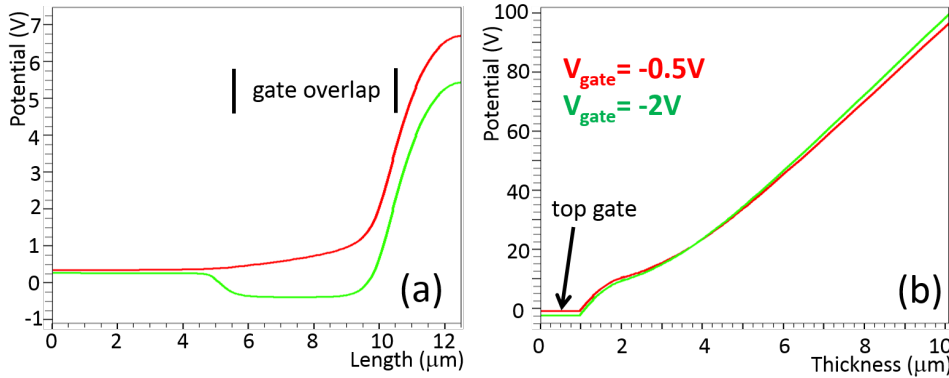 Potential (V)
7
6
5
4
3
2
1
0
-1
gate overlap
(a)
0 2 4 6 8 10 12
Length (μm)
Potential (V)
100
80
60
40
20
0
Vgate= -0.5V
Vgate= -2V
top gate
(b)
0 2 4 6 8 10
Thickness (μm)